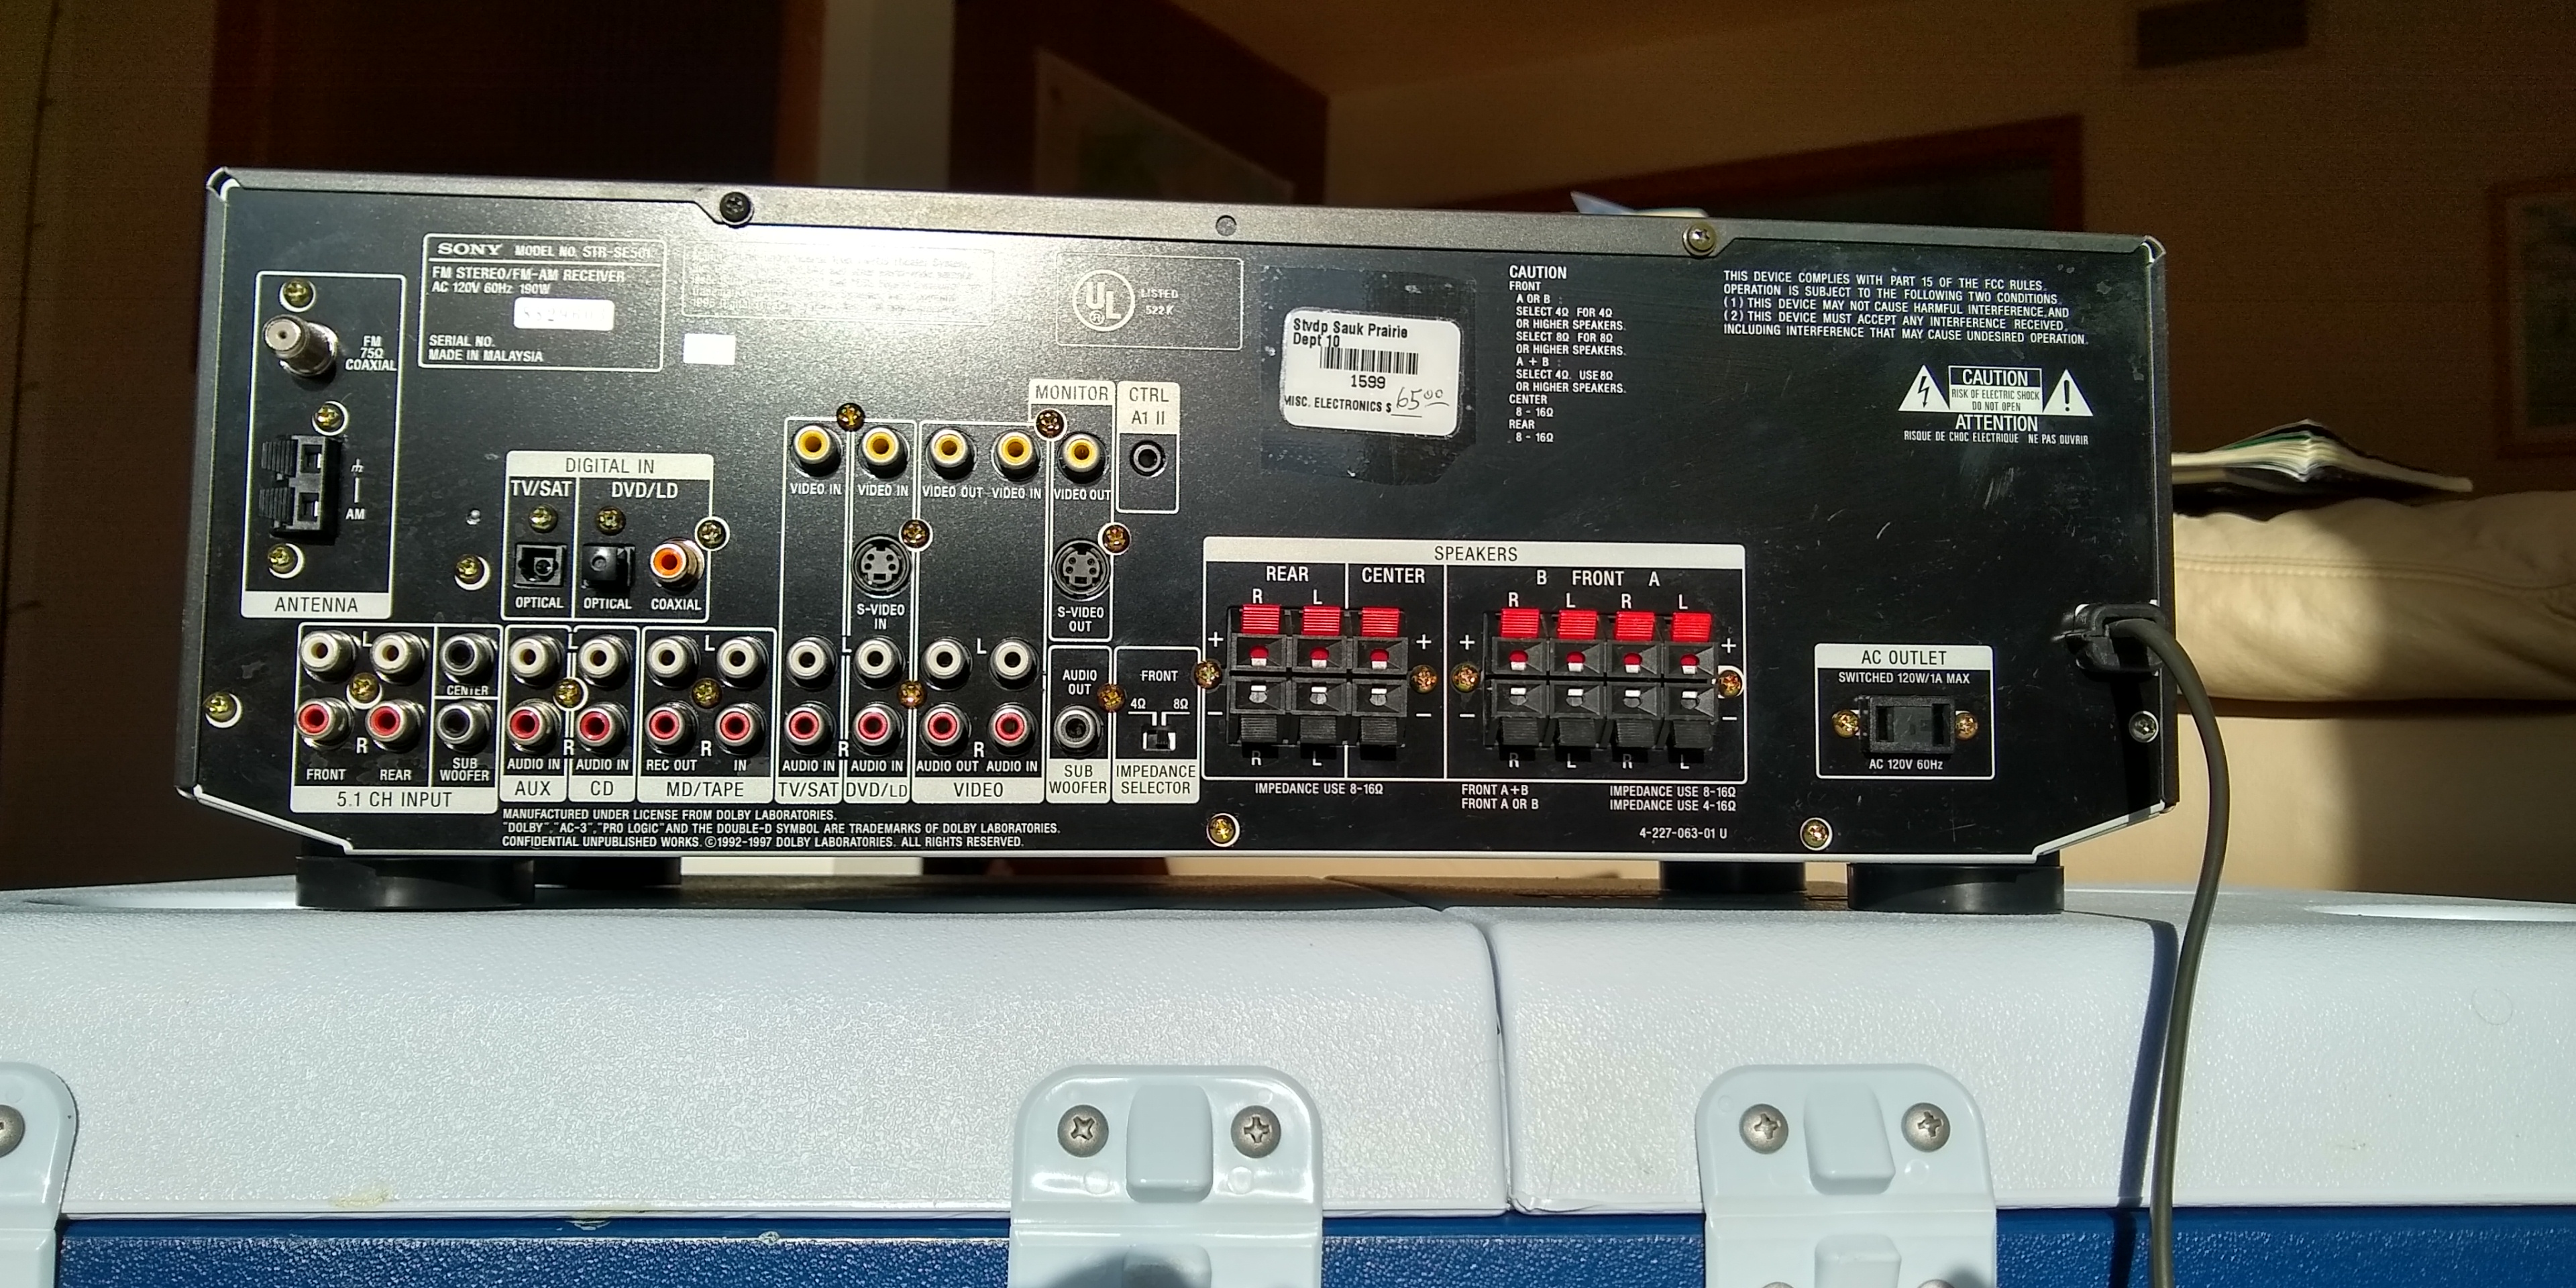 SONY MODEL NO. STR-SE501
FM STEREO/FM-AM RECEIVER
AC 120V 60Hz 190W
SERIAL NO.
MADE IN MALAYSIA
UL
®
LISTED
522K
Stvdp Sauk Prairie
Dept 10
1599
MISC. ELECTRONICS $ 65.00
CAUTION
FRONT
A OR B :
SELECT 4Ω FOR 4Ω
OR HIGHER SPEAKERS.
SELECT 8Ω FOR 8Ω
OR HIGHER SPEAKERS.
A + B :
SELECT 4Ω. USE 8Ω
OR HIGHER SPEAKERS.
CENTER
8 - 16Ω
REAR
8 - 16Ω
THIS DEVICE COMPLIES WITH PART 15 OF THE FCC RULES.
OPERATION IS SUBJECT TO THE FOLLOWING TWO CONDITIONS.
(1) THIS DEVICE MAY NOT CAUSE HARMFUL INTERFERENCE,AND
(2) THIS DEVICE MUST ACCEPT ANY INTERFERENCE RECEIVED,
INCLUDING INTERFERENCE THAT MAY CAUSE UNDESIRED OPERATION.
CAUTION
RISK OF ELECTRIC SHOCK
DO NOT OPEN
ATTENTION
RISQUE DE CHOC ELECTRIQUE NE PAS OUVRIR
FM
75Ω
COAXIAL
AM
ANTENNA
DIGITAL IN
TV/SAT DVD/LD
OPTICAL OPTICAL COAXIAL
MONITOR
CTRL
A1 II
VIDEO IN VIDEO IN VIDEO OUT VIDEO IN VIDEO OUT
S-VIDEO
IN
S-VIDEO
OUT
L L L L L
CENTER
R R R R R
FRONT REAR
SUB
WOOFER
5.1 CH INPUT
AUDIO IN
AUX
AUDIO IN
CD
REC OUT IN
MD/TAPE
AUDIO IN
TV/SAT
AUDIO IN
DVD/LD
AUDIO OUT AUDIO IN
VIDEO
AUDIO
OUT
SUB
WOOFER
FRONT
4Ω 8Ω
IMPEDANCE
SELECTOR
SPEAKERS
REAR CENTER
B FRONT A
R L R L R L
+ + + +
− − − −
R L R L R L
IMPEDANCE USE 8-16Ω
FRONT A+B IMPEDANCE USE 8-16Ω
FRONT A OR B IMPEDANCE USE 4-16Ω
4-227-063-01 U
AC OUTLET
SWITCHED 120W/1A MAX
AC 120V 60Hz
MANUFACTURED UNDER LICENSE FROM DOLBY LABORATORIES.
"DOLBY", "AC-3", "PRO LOGIC" AND THE DOUBLE-D SYMBOL ARE TRADEMARKS OF DOLBY LABORATORIES.
CONFIDENTIAL UNPUBLISHED WORKS. ©1992-1997 DOLBY LABORATORIES. ALL RIGHTS RESERVED.